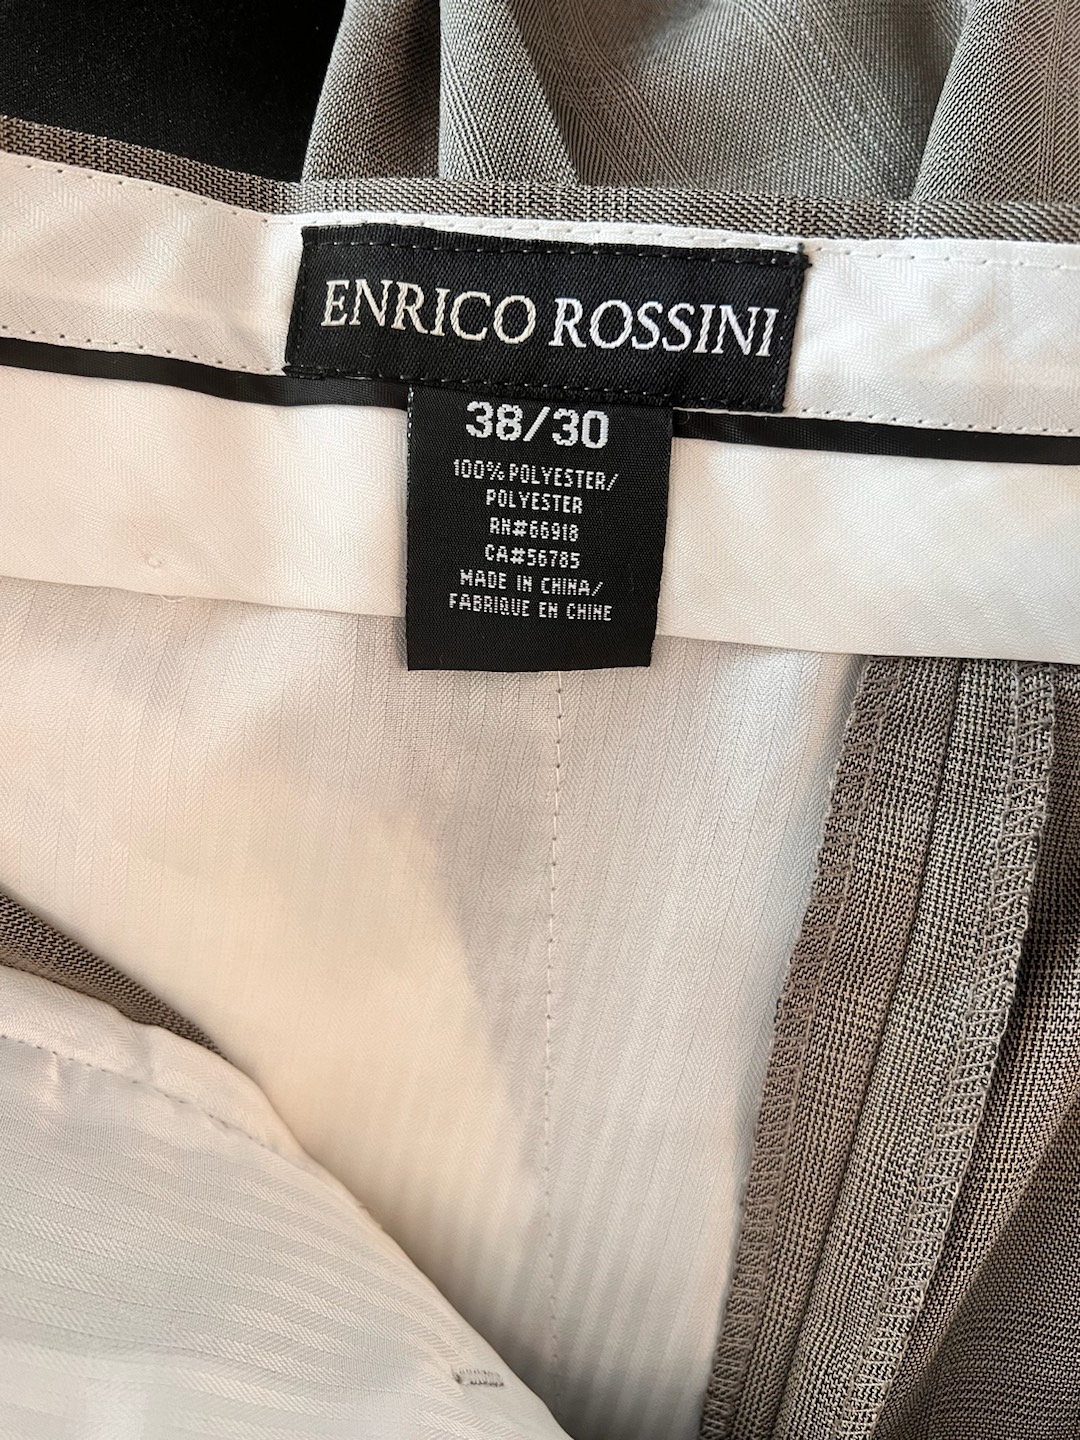 ENRICO ROSSINI
38/30
100% POLYESTER/
POLYESTER
RN#66918
CA#56785
MADE IN CHINA/
FABRIQUE EN CHINE